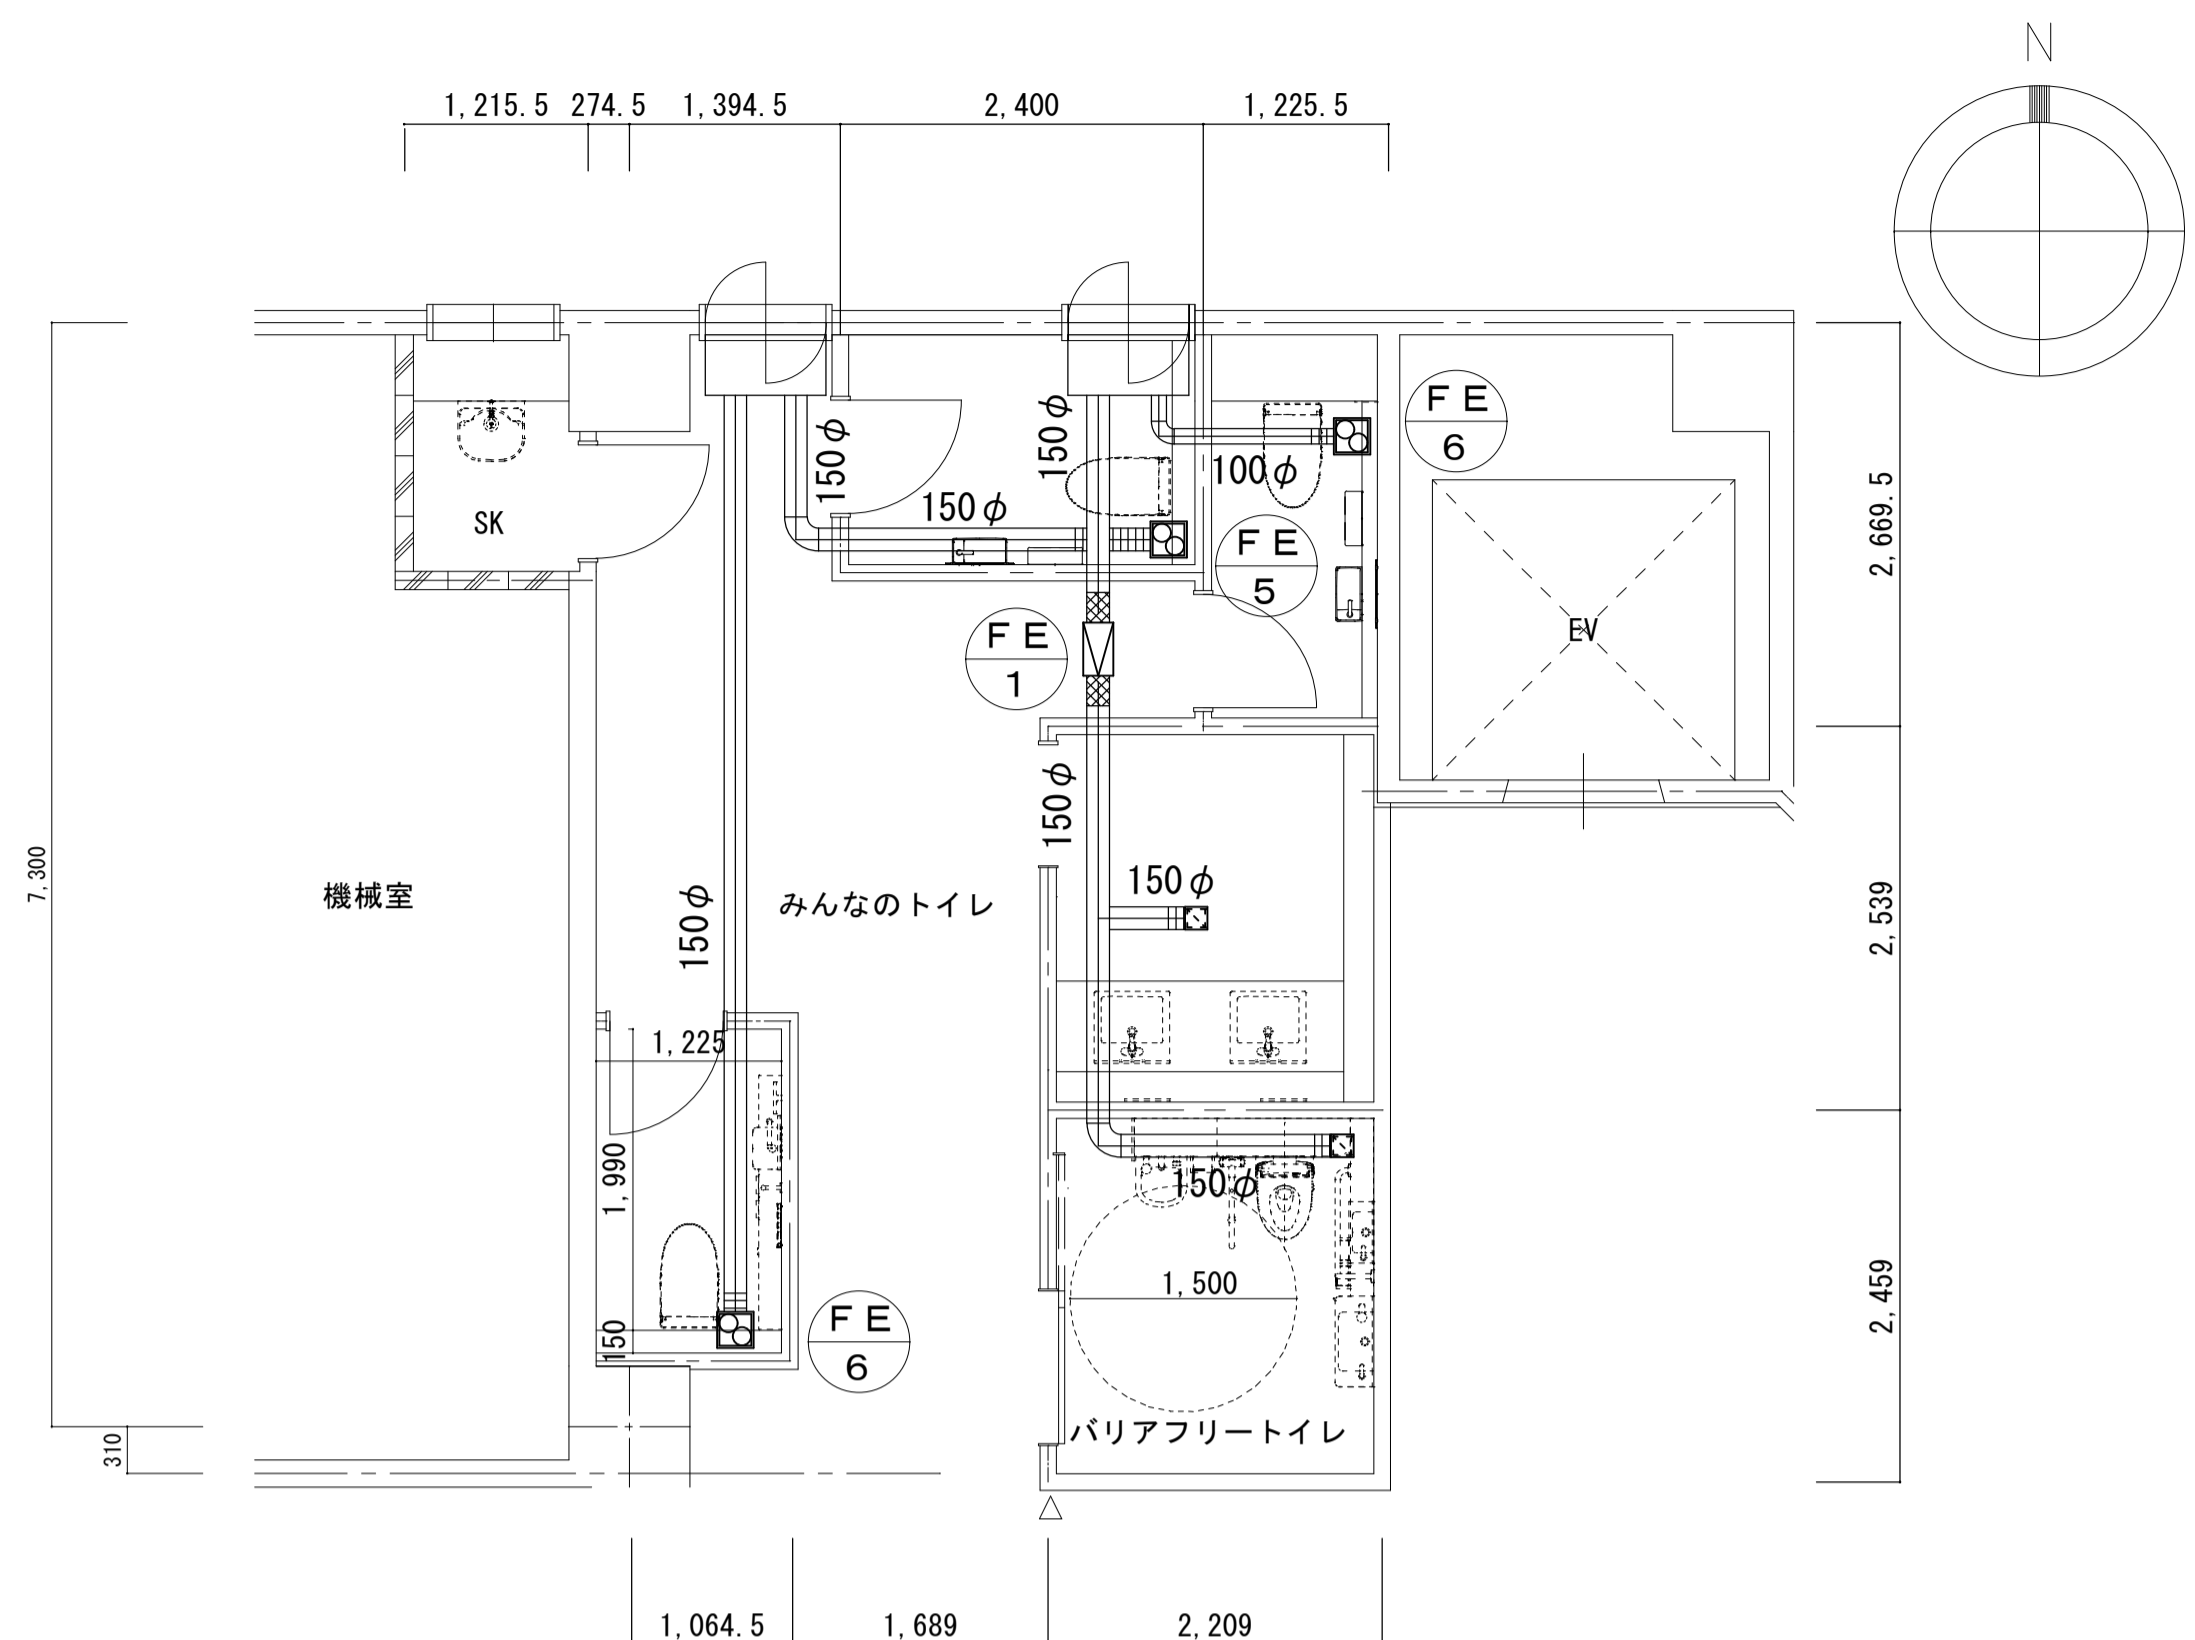 N
1,215.5 274.5 1,394.5 2,400 1,225.5
FE
6
150φ
150φ
100φ
150φ
SK
FE
5
2,669.5
FE
1
EV
150φ
7,300
機械室
みんなのトイレ
150φ
150φ
2,539
1,225
1,990
150φ
1,500
150
FE
6
2,459
バリアフリートイレ
310
1,064.5 1,689 2,209